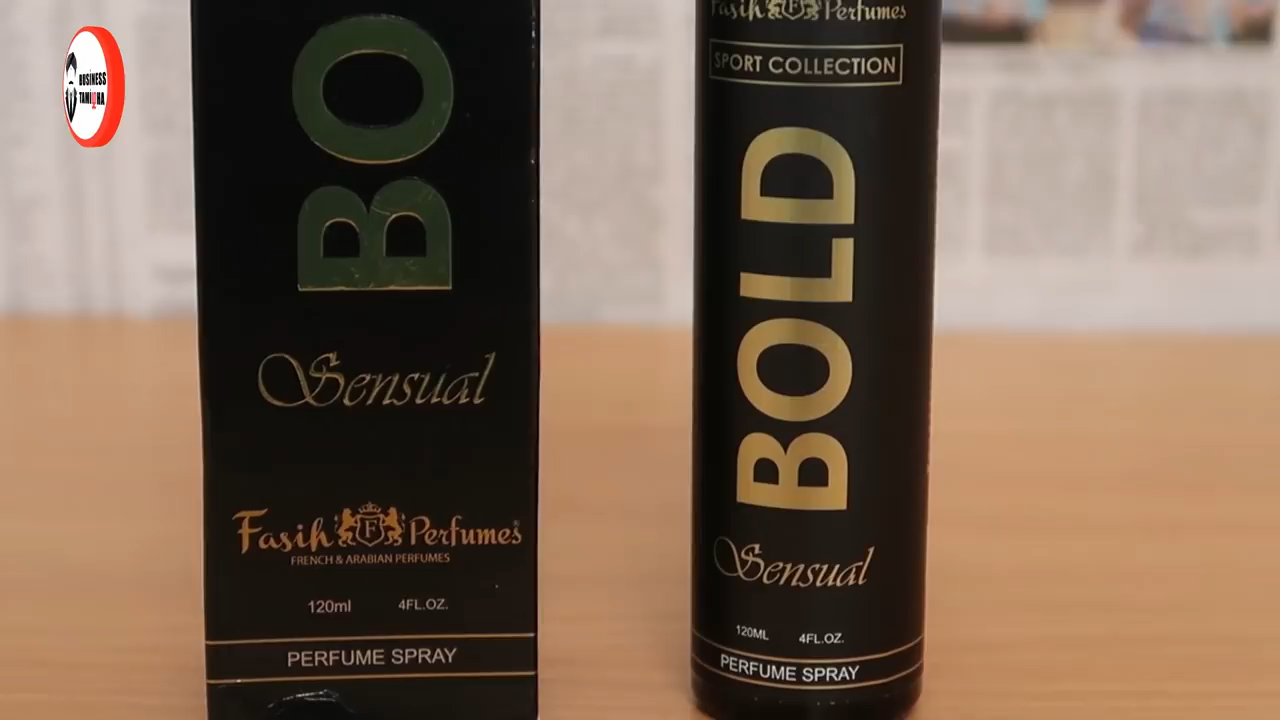 BUSINESS
TAMIZHA
BO
Sensual
Fasih F Perfumes®
FRENCH & ARABIAN PERFUMES
120ml 4FL.OZ.
PERFUME SPRAY
Fasih F Perfumes
SPORT COLLECTION
BOLD
Sensual
120ML 4FL.OZ.
PERFUME SPRAY